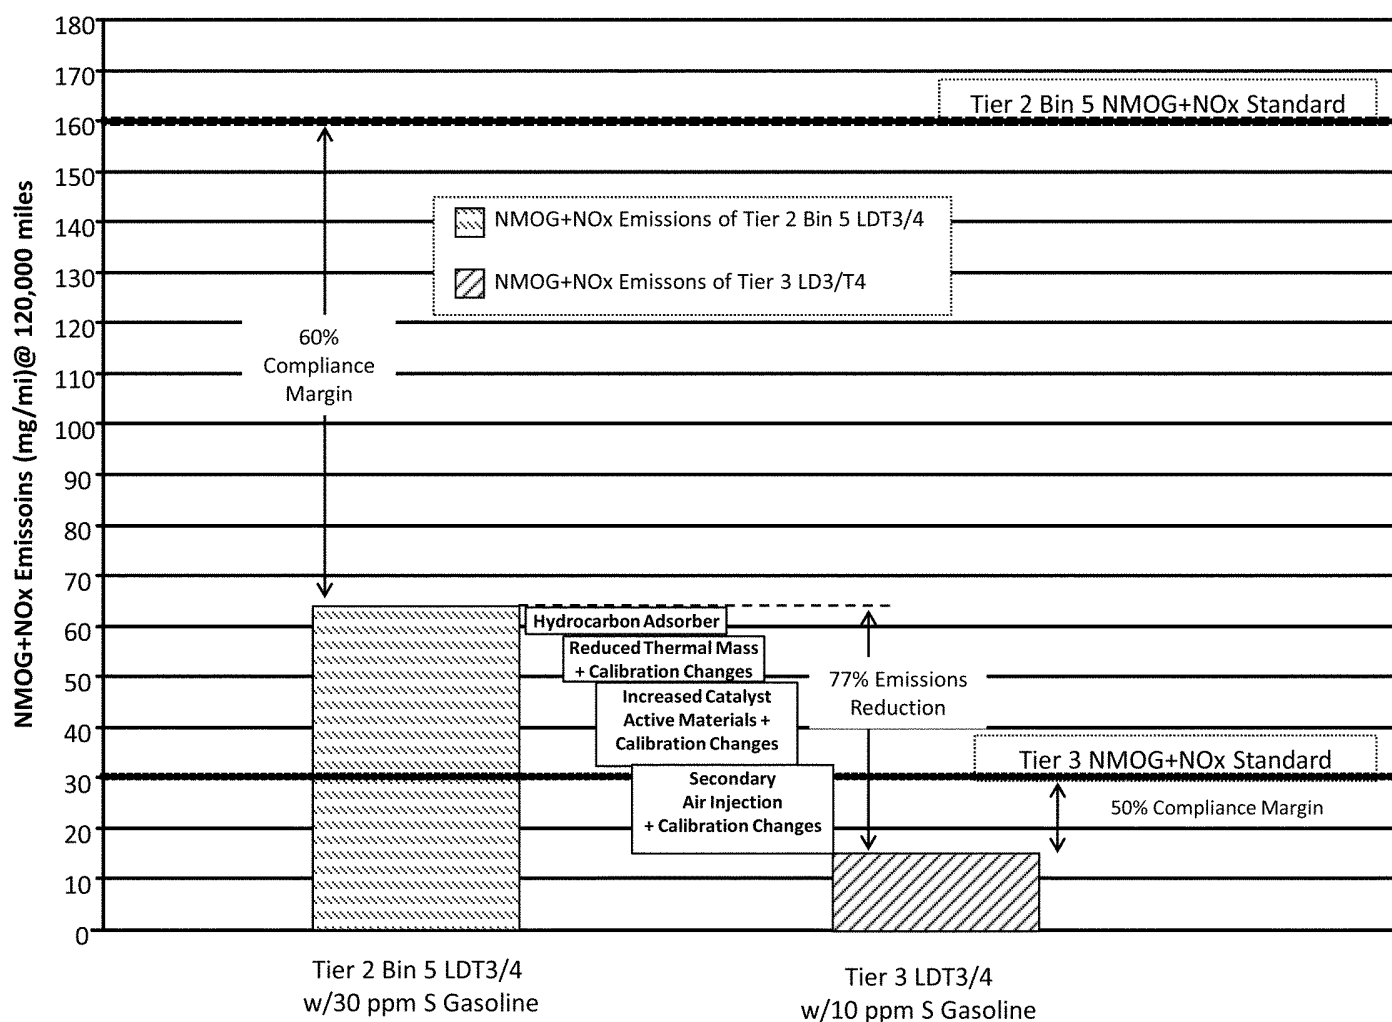 NMOG+NOx Emissoins (mg/mi)@ 120,000 miles
180
170
160
150
140
130
120
110
100
90
80
70
60
50
40
30
20
10
0
Tier 2 Bin 5 NMOG+NOx Standard
NMOG+NOx Emissions of Tier 2 Bin 5 LDT3/4
NMOG+NOx Emissons of Tier 3 LD3/T4
60%
Compliance
Margin
Hydrocarbon Adsorber
Reduced Thermal Mass
+ Calibration Changes
Increased Catalyst
Active Materials +
Calibration Changes
Secondary
Air Injection
+ Calibration Changes
77% Emissions
Reduction
Tier 3 NMOG+NOx Standard
50% Compliance Margin
Tier 2 Bin 5 LDT3/4
w/30 ppm S Gasoline
Tier 3 LDT3/4
w/10 ppm S Gasoline